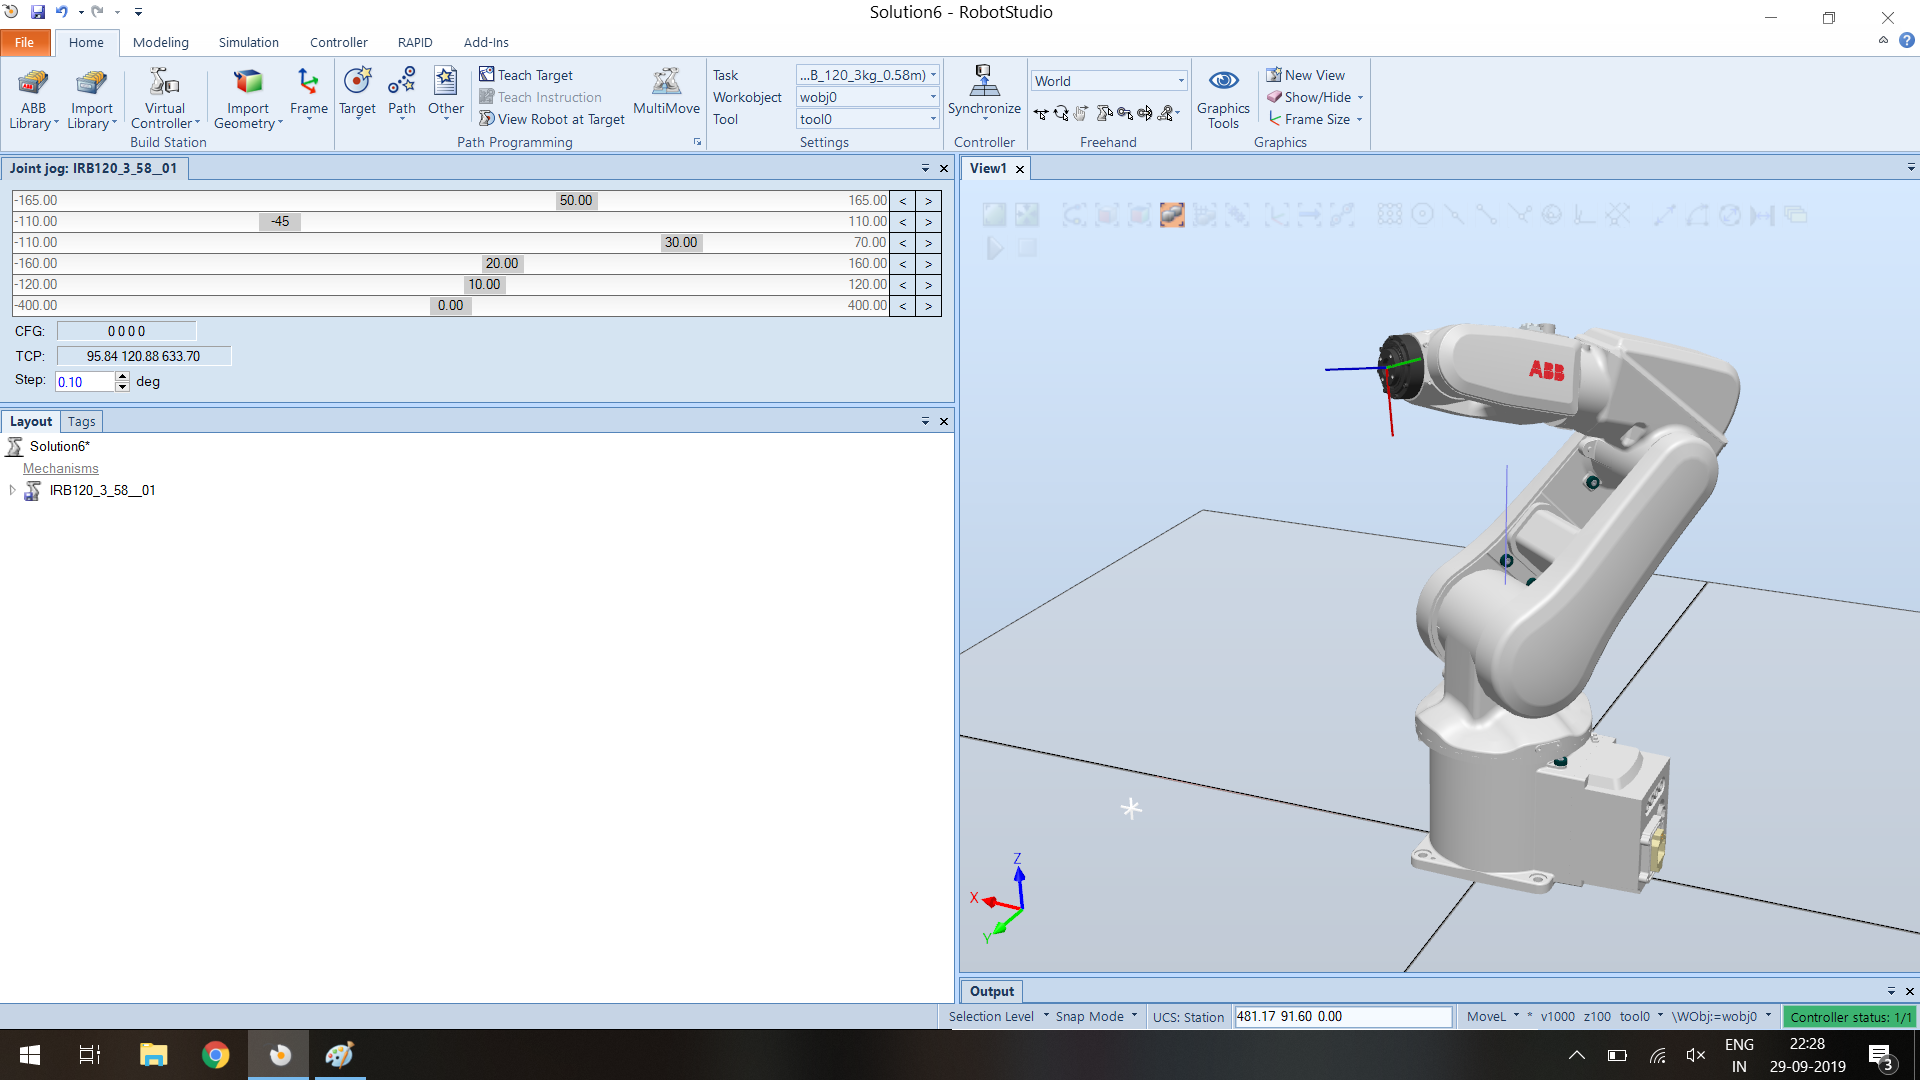 Solution6 - RobotStudio
File Home Modeling Simulation Controller RAPID Add-Ins
ABB Library
Import Library
Virtual Controller
Import Geometry
Frame
Build Station
Target
Path
Other
Teach Target
Teach Instruction
View Robot at Target
MultiMove
Path Programming
Task ...B_120_3kg_0.58m)
Workobject wobj0
Tool tool0
Settings
Synchronize
Controller
World
Freehand
Graphics Tools
New View
Show/Hide
Frame Size
Graphics
Joint jog: IRB120_3_58__01
-165.00 50.00 165.00 < >
-110.00 -45 110.00 < >
-110.00 30.00 70.00 < >
-160.00 20.00 160.00 < >
-120.00 10.00 120.00 < >
-400.00 0.00 400.00 < >
CFG: 0 0 0 0
TCP: 95.84 120.88 633.70
Step: 0.10 deg
Layout Tags
Solution6*
Mechanisms
IRB120_3_58__01
View1
ABB
Z
X
Y
Output
Selection Level Snap Mode UCS: Station 481.17 91.60 0.00 MoveL * v1000 z100 tool0 \WObj:=wobj0 Controller status: 1/1
ENG
IN
22:28
29-09-2019
3